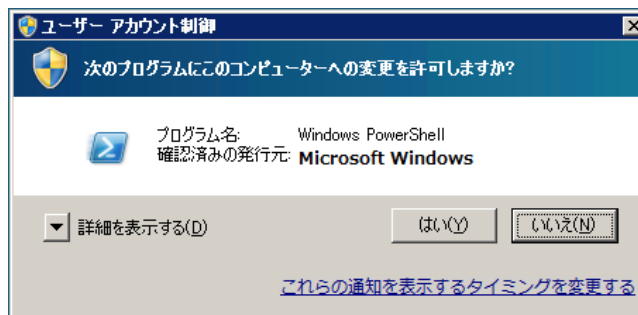 ユーザー アカウント制御
次のプログラムにこのコンピューターへの変更を許可しますか?
プログラム名: Windows PowerShell
確認済みの発行元: Microsoft Windows
詳細を表示する(D) はい(Y) いいえ(N)
これらの通知を表示するタイミングを変更する